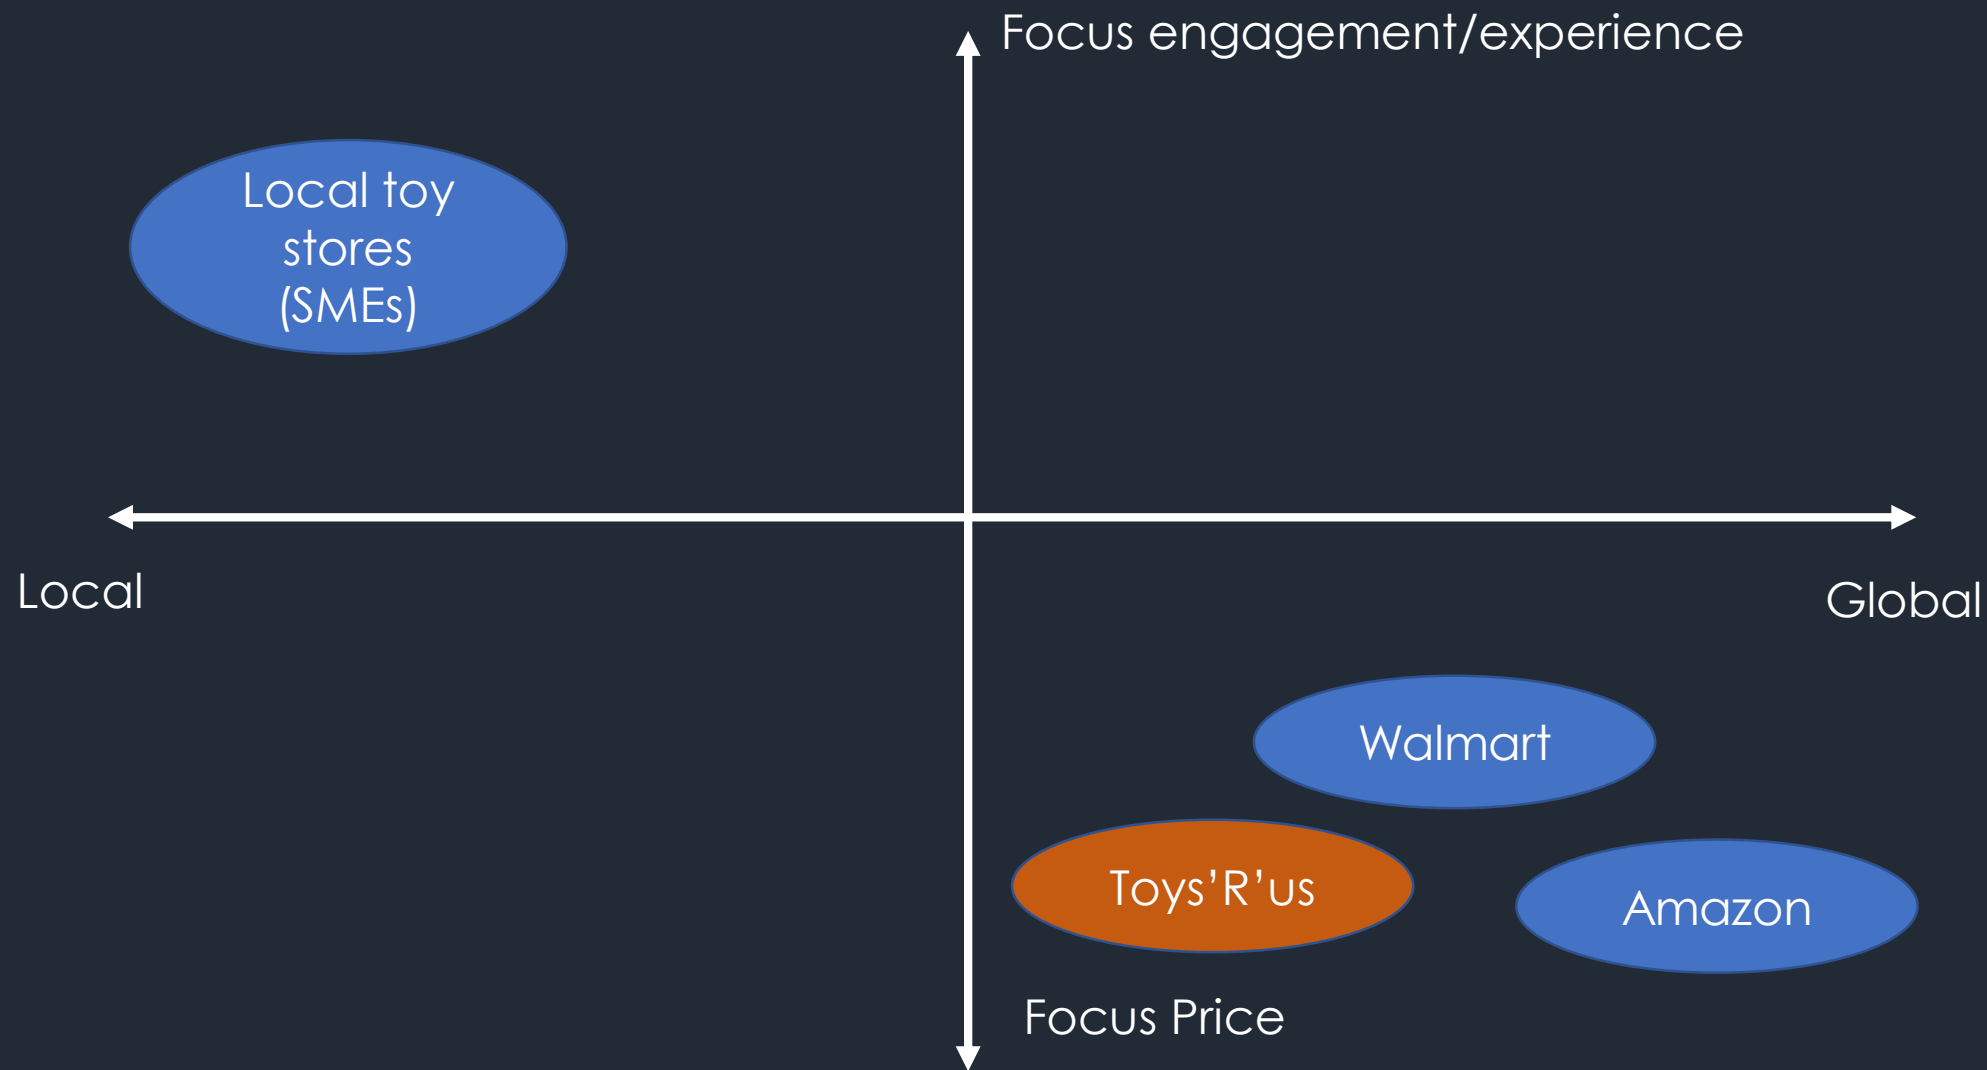 Focus engagement/experience
Local toy
stores
(SMEs)
Local
Global
Walmart
Toys’R’us
Amazon
Focus Price